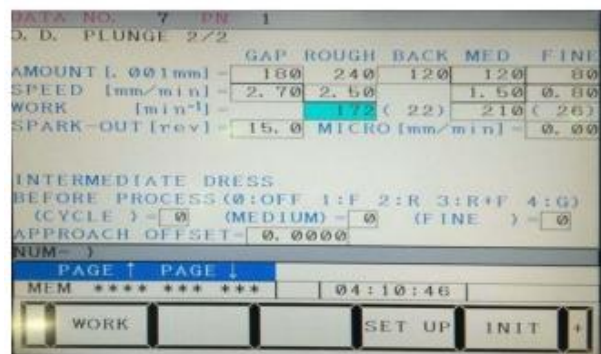 DATA NO. 7 PN 1
O. D. PLUNGE 2/2
GAP ROUGH BACK MED FINE
AMOUNT [. 001mm] = 180 240 120 120 80
SPEED [mm/min] = 2. 70 2. 50 1. 50 0. 80
WORK [min⁻¹] = 172 ( 22) 210 ( 26)
SPARK-OUT [rev] = 15. 0 MICRO [mm/min] = 0. 00
INTERMEDIATE DRESS
BEFORE PROCESS (0:OFF 1:F 2:R 3:R+F 4:G)
(CYCLE ) = 0 (MEDIUM) = 0 (FINE ) = 0
APPROACH OFFSET= 0. 0000
NUM= )
PAGE ↑ PAGE ↓
MEM **** *** *** 04:10:46
WORK SET UP INIT +